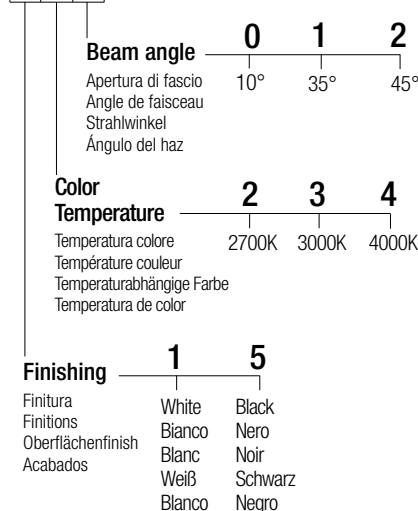 Beam angle
Apertura di fascio
Angle de faisceau
Strahlwinkel
Ángulo del haz
0 1 2
10° 35° 45°
Color
Temperature
Temperatura colore
Température couleur
Temperaturabhängige Farbe
Temperatura de color
2 3 4
2700K 3000K 4000K
Finishing
Finitura
Finitions
Oberflächenfinish
Acabados
1 5
White Black
Bianco Nero
Blanc Noir
Weiß Schwarz
Blanco Negro